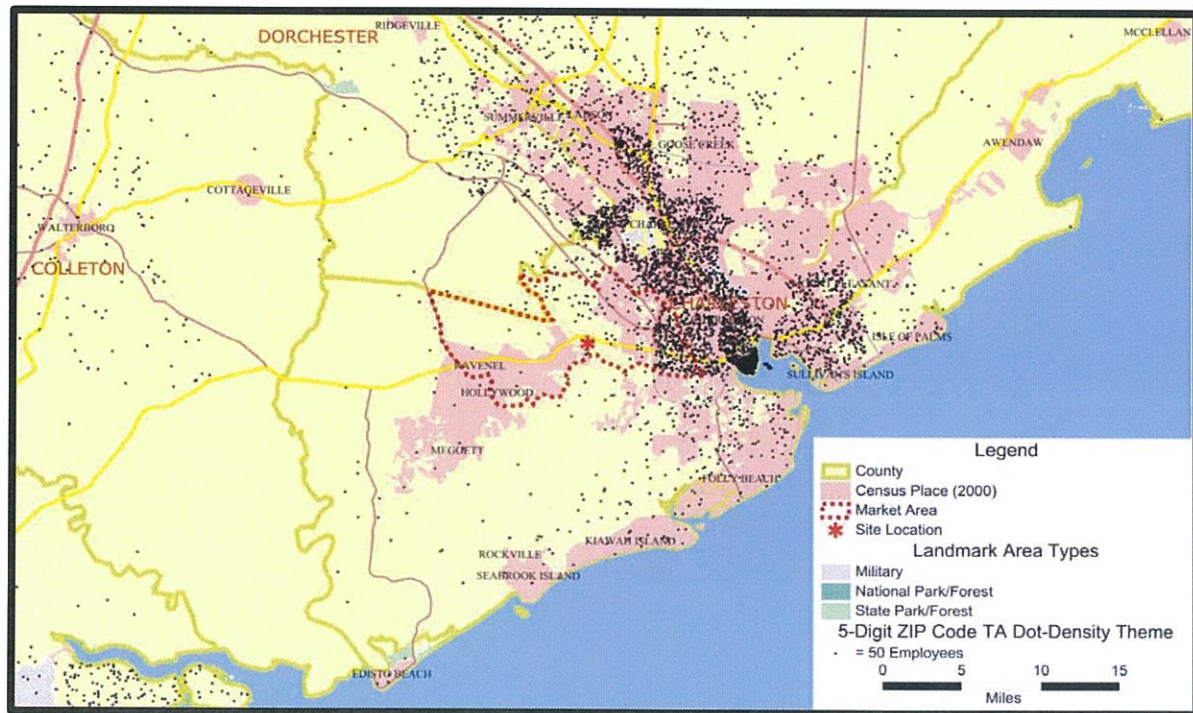 RIDGEVILLE
DORCHESTER
MCCLELLAN
SUMMERVILLE
LADSON
GOOSE CREEK
AWENDAW
COTTAGEVILLE
WALTERBORO
COLLETON
CHARLESTON
ISLE OF PALMS
RAVENEL
SULLIVAN'S ISLAND
HOLLYWOOD
MEGGETT
FOLLY BEACH
KIAWAH ISLAND
ROCKVILLE
SEABROOK ISLAND
EDISTO BEACH
Legend
County
Census Place (2000)
Market Area
Site Location
Landmark Area Types
Military
National Park/Forest
State Park/Forest
5-Digit ZIP Code TA Dot-Density Theme
= 50 Employees
0 5 10 15
Miles